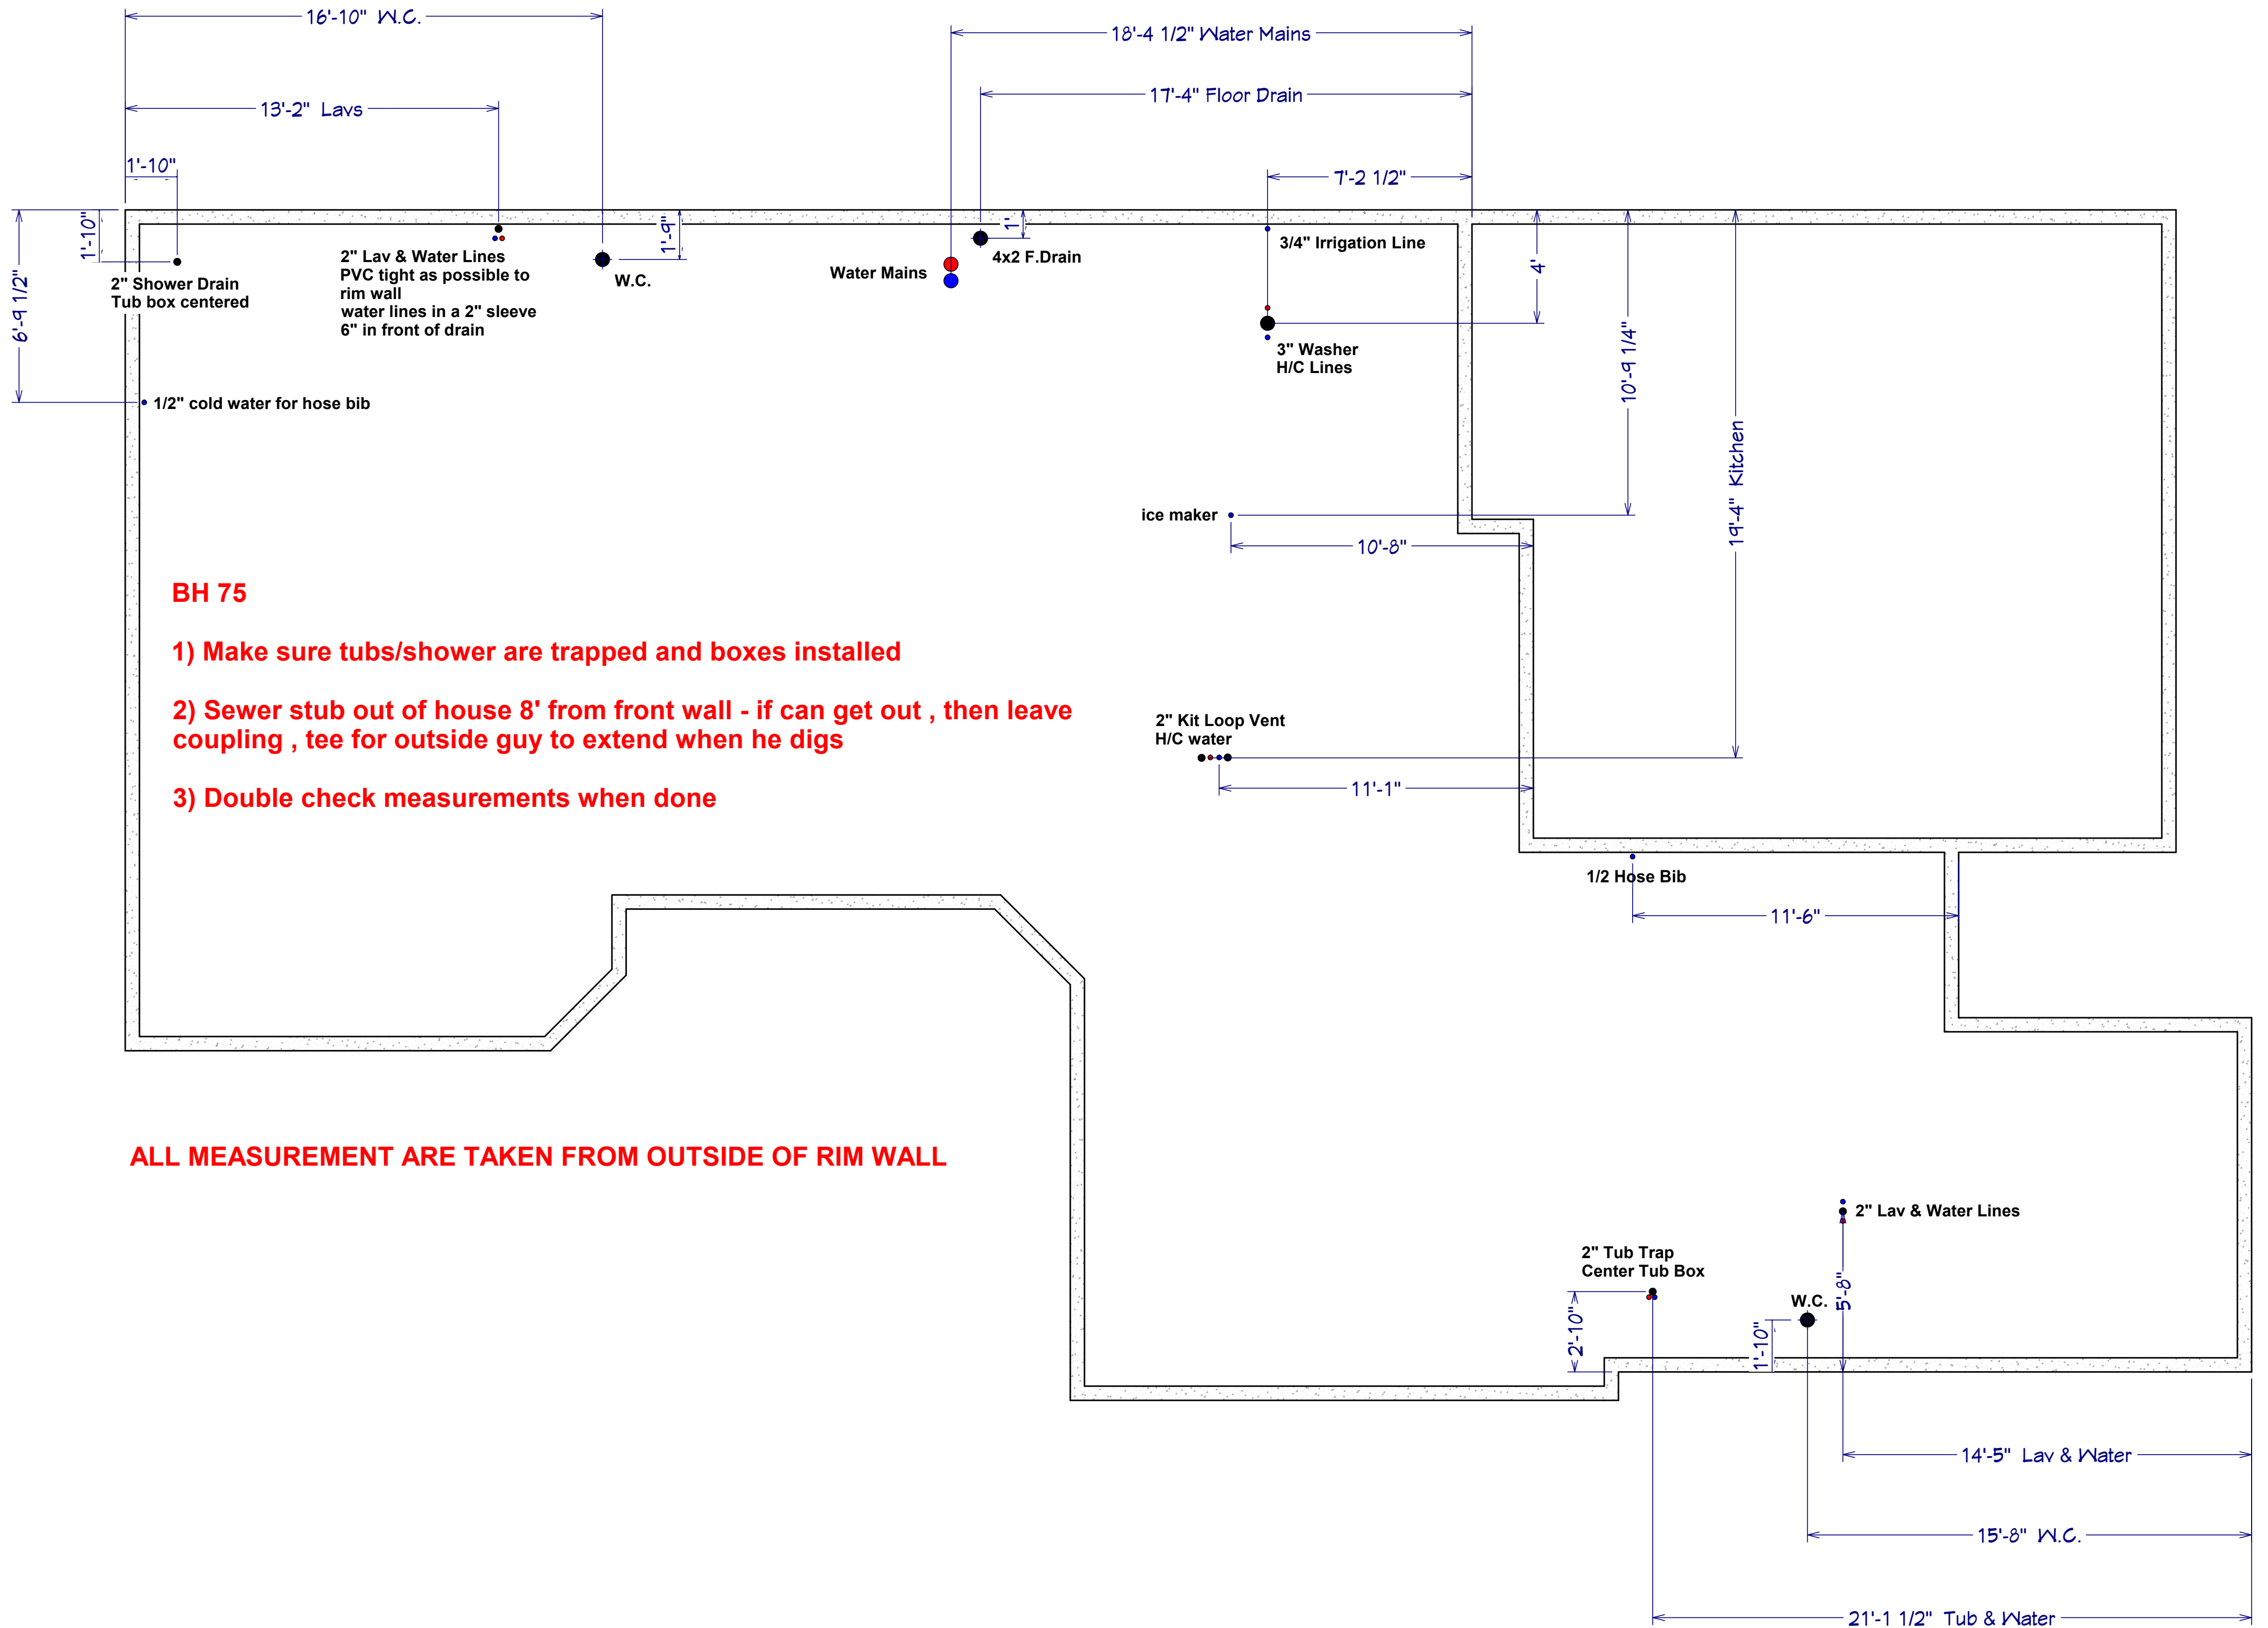 16'-10" W.C.
18'-4 1/2" Water Mains
13'-2" Lavs
17'-4" Floor Drain
1'-10"
7'-2 1/2"
1'-10"
6'-9 1/2"
2" Shower Drain
Tub box centered
2" Lav & Water Lines
PVC tight as possible to
rim wall
water lines in a 2" sleeve
6" in front of drain
1'-9"
W.C.
Water Mains
1'
4x2 F.Drain
3/4" Irrigation Line
4'
3" Washer
H/C Lines
10'-9 1/4"
19'-4" Kitchen
1/2" cold water for hose bib
ice maker
10'-8"
BH 75
1) Make sure tubs/shower are trapped and boxes installed
2) Sewer stub out of house 8' from front wall - if can get out , then leave
coupling , tee for outside guy to extend when he digs
3) Double check measurements when done
2" Kit Loop Vent
H/C water
11'-1"
1/2 Hose Bib
11'-6"
ALL MEASUREMENT ARE TAKEN FROM OUTSIDE OF RIM WALL
2" Lav & Water Lines
2" Tub Trap
Center Tub Box
W.C.
5'-8"
2'-10"
1'-10"
14'-5" Lav & Water
15'-8" W.C.
21'-1 1/2" Tub & Water